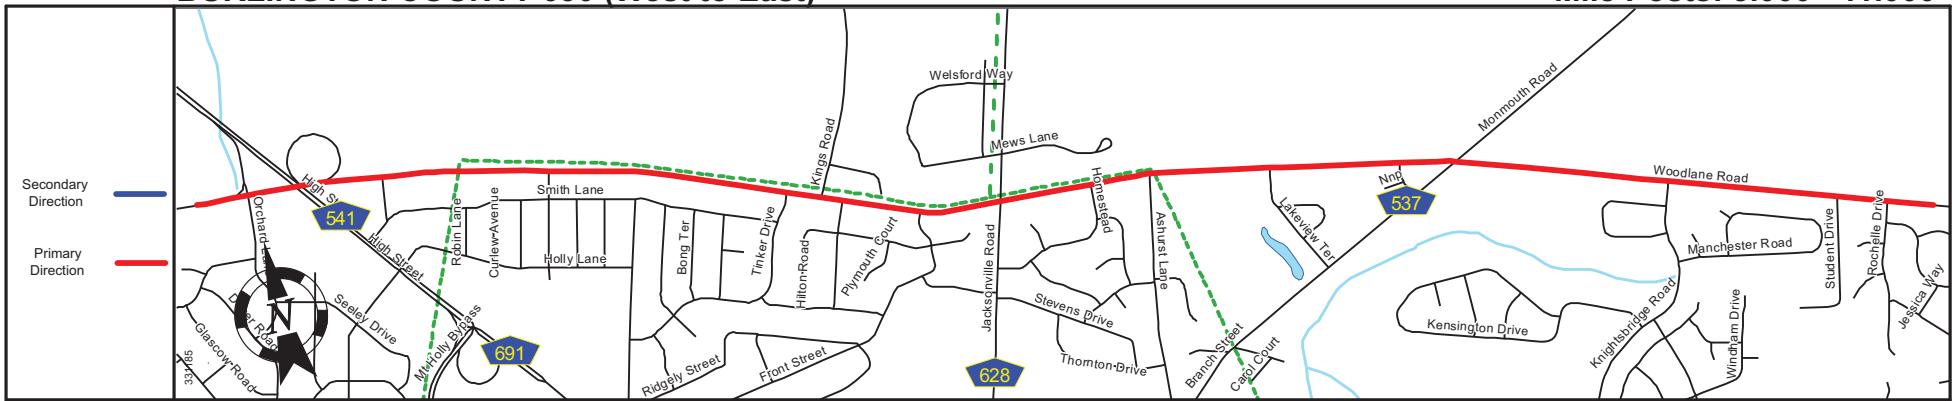 Secondary
Direction
Primary
Direction
Welsford Way
Mews Lane
Kings Road
Monmouth Road
Woodlane Road
High St
541
Orchard Lane
High Street
Robin Lane
Curlew Avenue
Smith Lane
Holly Lane
Bong Ter
Tinker Drive
Hilton Road
Plymouth Court
Jacksonville Road
Homestead
Ashurst Lane
Lakeview Ter
Nnp
537
Manchester Road
Student Drive
Rochelle Drive
Jessica Way
N
Road
Glascow Road
Seeley Drive
Mt Holly Bypass
691
Ridgely Street
Front Street
628
Stevens Drive
Thornton Drive
Branch Street
Carol Court
Kensington Drive
Knightsbridge Road
Windham Drive
331185